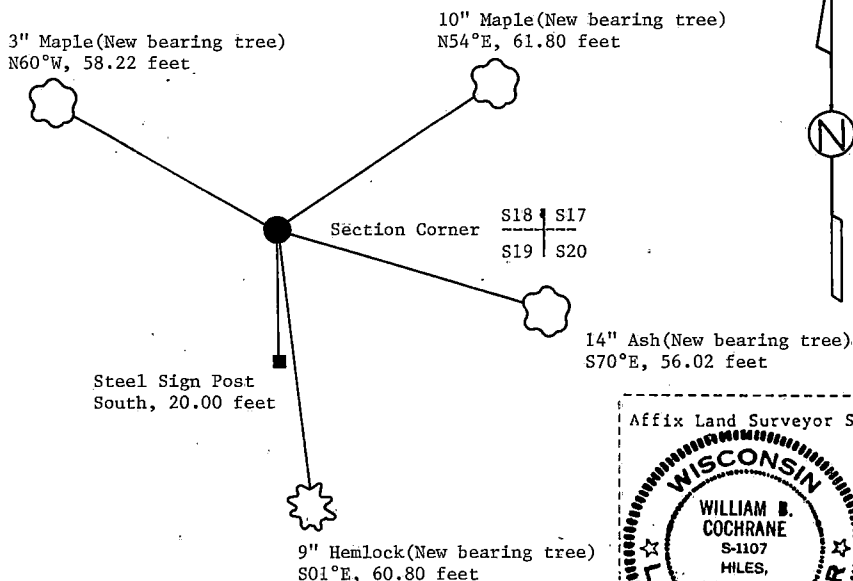 3" Maple(New bearing tree)
N60°W, 58.22 feet
10" Maple(New bearing tree)
N54°E, 61.80 feet
N
Section Corner
S18 S17
S19 S20
14" Ash(New bearing tree)
S70°E, 56.02 feet
Steel Sign Post
South, 20.00 feet
9" Hemlock(New bearing tree)
S01°E, 60.80 feet
Affix Land Surveyor S
WISCONSIN
WILLIAM B.
COCHRANE
S-1107
HILES,